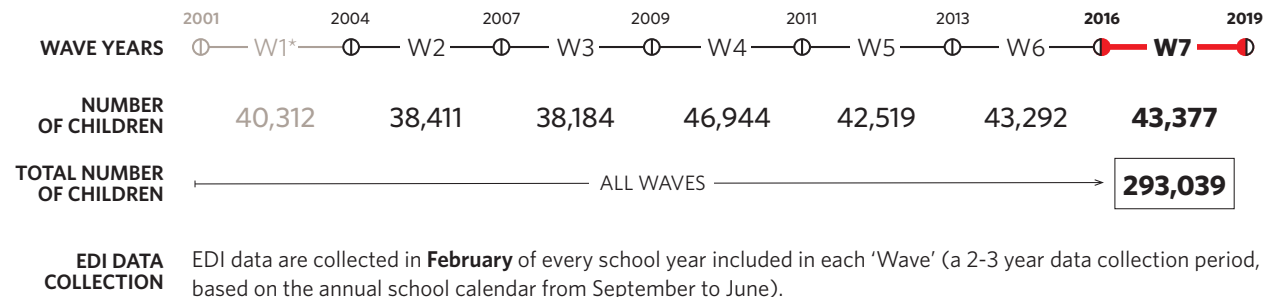 2001 2004 2007 2009 2011 2013 2016 2019
WAVE YEARS W1* W2 W3 W4 W5 W6 W7
NUMBER
OF CHILDREN 40,312 38,411 38,184 46,944 42,519 43,292 43,377
TOTAL NUMBER
OF CHILDREN ALL WAVES 293,039
EDI DATA
COLLECTION
EDI data are collected in February of every school year included in each ‘Wave’ (a 2-3 year data collection period,
based on the annual school calendar from September to June).